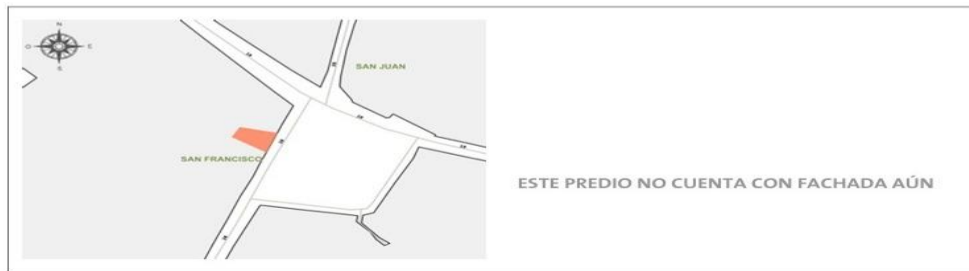 N
O
E
S
SAN JUAN
SAN FRANCISCO
ESTE PREDIO NO CUENTA CON FACHADA AÚN